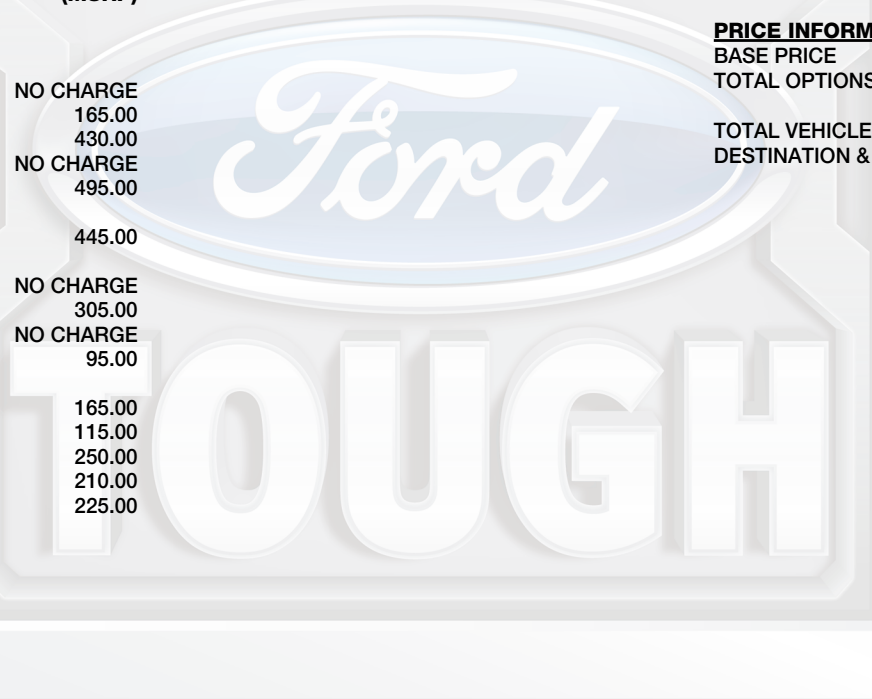 NO CHARGE
165.00
430.00
NO CHARGE
495.00
445.00
NO CHARGE
305.00
NO CHARGE
95.00
165.00
115.00
250.00
210.00
225.00
PRICE INFORM
BASE PRICE
TOTAL OPTIONS
TOTAL VEHICLE
DESTINATION &
Ford
TOUGH